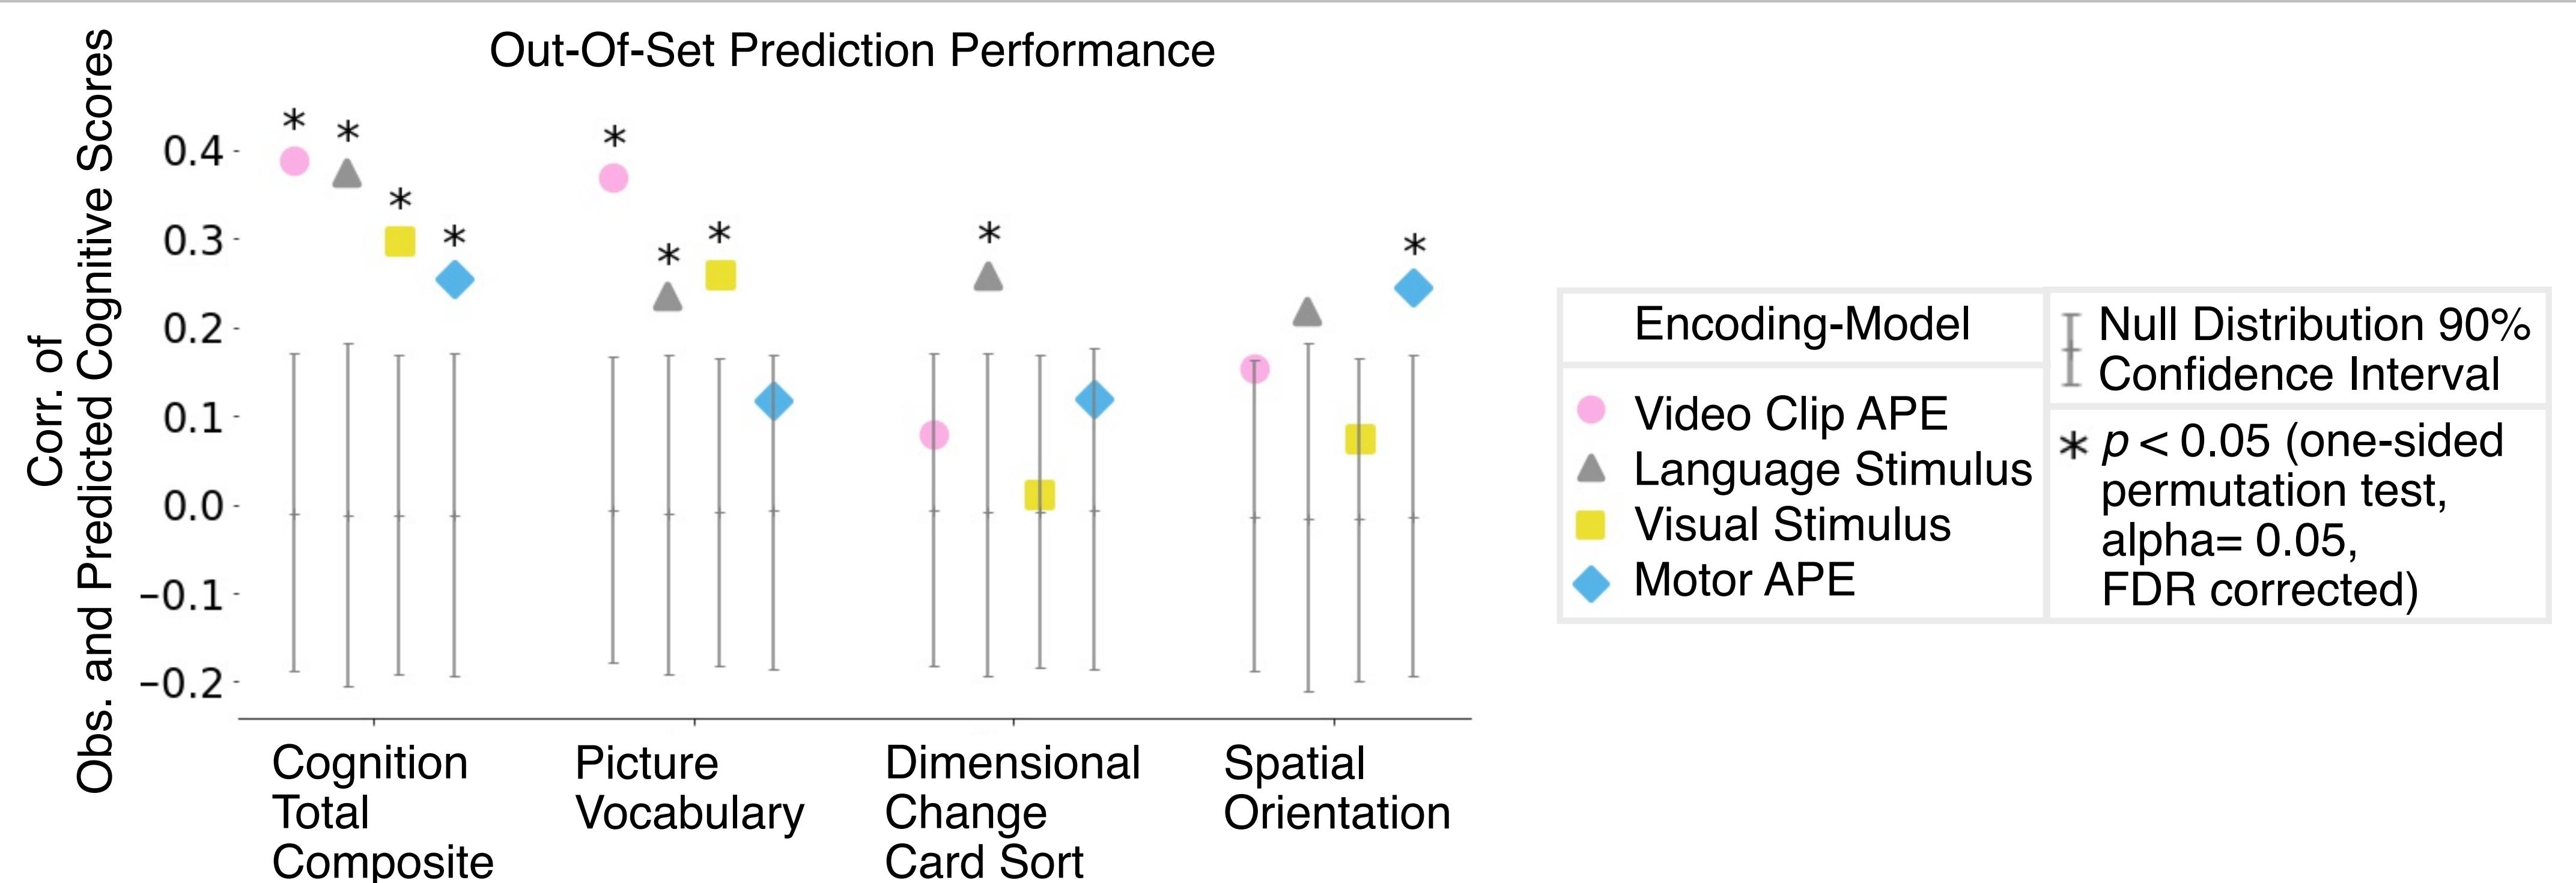 Out-Of-Set Prediction Performance
Corr. of
Obs. and Predicted Cognitive Scores
0.4
0.3
0.2
0.1
0.0
−0.1
−0.2
* * * *
* * *
*
*
Cognition
Total
Composite
Picture
Vocabulary
Dimensional
Change
Card Sort
Spatial
Orientation
Encoding-Model
Video Clip APE
Language Stimulus
Visual Stimulus
Motor APE
Null Distribution 90%
Confidence Interval
* p < 0.05 (one-sided
permutation test,
alpha= 0.05,
FDR corrected)